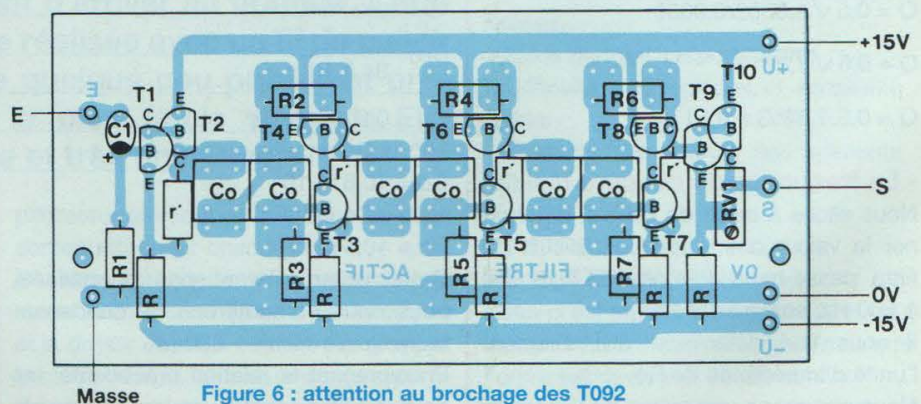 +15V
U+
E
E
C1
+
T1
C
B
E
E
B
C
T2
R2
T4
E
B
C
R4
T6
E
B
C
R6
T8
E
B
C
T9
C
B
E
T10
E
B
C
r'
Co
Co
C
B
E
r'
Co
Co
C
B
E
r'
Co
Co
C
B
E
r'
RV1
S
S
R1
R
R3
R
T3
ACTIF
R5
R
T5
FILTRE
R7
R
T7
R
0V
0V
-15V
U-
Masse
Figure 6 : attention au brochage des T092